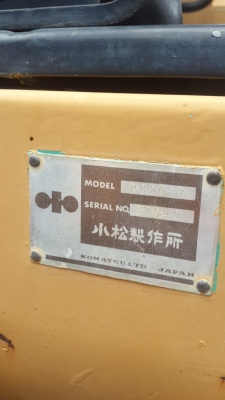 MODEL
SERIAL NO.
小松製作所
KOMATSU LTD JAPAN